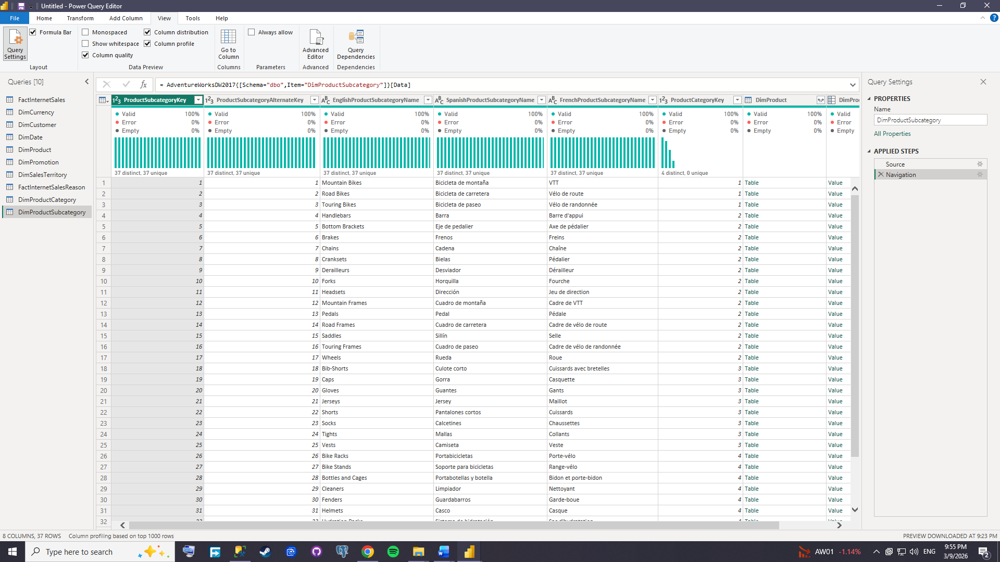 Untitled - Power Query Editor
File Home Transform Add Column View Tools Help
Query Settings
Formula Bar
Layout
Monospaced
Show whitespace
Column quality
Column distribution
Column profile
Data Preview
Go to Column
Columns
Always allow
Parameters
Advanced Editor
Advanced
Query Dependencies
Dependencies
Queries [10]
FactInternetSales
DimCurrency
DimCustomer
DimDate
DimProduct
DimPromotion
DimSalesTerritory
FactInternetSalesReason
DimProductCategory
DimProductSubcategory
fx = AdventureWorksDW2017{[Schema="dbo",Item="DimProductSubcategory"]}[Data]
ProductSubcategoryKey ProductSubcategoryAlternateKey EnglishProductSubcategoryName SpanishProductSubcategoryName FrenchProductSubcategoryName ProductCategoryKey DimProduct
Valid 100% Valid 100% Valid 100% Valid 100% Valid 100% Valid 100% Valid 100% Valid
Error 0% Error 0% Error 0% Error 0% Error 0% Error 0% Error 0% Error
Empty 0% Empty 0% Empty 0% Empty 0% Empty 0% Empty 0% Empty 0% Empty
37 distinct, 37 unique 37 distinct, 37 unique 37 distinct, 37 unique 37 distinct, 37 unique 37 distinct, 37 unique 4 distinct, 0 unique
1 1 1 Mountain Bikes Bicicleta de montaña VTT 1 Table Value
2 2 2 Road Bikes Bicicleta de carretera Vélo de route 1 Table Value
3 3 3 Touring Bikes Bicicleta de paseo Vélo de randonnée 1 Table Value
4 4 4 Handlebars Barra Barre d'appui 2 Table Value
5 5 5 Bottom Brackets Eje de pedalier Axe de pédalier 2 Table Value
6 6 6 Brakes Frenos Freins 2 Table Value
7 7 7 Chains Cadena Chaîne 2 Table Value
8 8 8 Cranksets Bielas Pédalier 2 Table Value
9 9 9 Derailleurs Desviador Dérailleur 2 Table Value
10 10 10 Forks Horquilla Fourche 2 Table Value
11 11 11 Headsets Dirección Jeu de direction 2 Table Value
12 12 12 Mountain Frames Cuadro de montaña Cadre de VTT 2 Table Value
13 13 13 Pedals Pedal Pédale 2 Table Value
14 14 14 Road Frames Cuadro de carretera Cadre de vélo de route 2 Table Value
15 15 15 Saddles Sillín Selle 2 Table Value
16 16 16 Touring Frames Cuadro de paseo Cadre de vélo de randonnée 2 Table Value
17 17 17 Wheels Rueda Roue 2 Table Value
18 18 18 Bib-Shorts Culote corto Cuissards avec bretelles 3 Table Value
19 19 19 Caps Gorra Casquette 3 Table Value
20 20 20 Gloves Guantes Gants 3 Table Value
21 21 21 Jerseys Jersey Maillot 3 Table Value
22 22 22 Shorts Pantalones cortos Cuissards 3 Table Value
23 23 23 Socks Calcetines Chaussettes 3 Table Value
24 24 24 Tights Mallas Collants 3 Table Value
25 25 25 Vests Camiseta Veste 3 Table Value
26 26 26 Bike Racks Portabicicletas Porte-vélo 4 Table Value
27 27 27 Bike Stands Soporte para bicicletas Range-vélo 4 Table Value
28 28 28 Bottles and Cages Portabotellas y botella Bidon et porte-bidon 4 Table Value
29 29 29 Cleaners Limpiador Nettoyant 4 Table Value
30 30 30 Fenders Guardabarros Garde-boue 4 Table Value
31 31 31 Helmets Casco Casque 4 Table Value
32
Query Settings
PROPERTIES
Name
DimProductSubcategory
All Properties
APPLIED STEPS
Source
Navigation
8 COLUMNS, 37 ROWS Column profiling based on top 1000 rows
PREVIEW DOWNLOADED AT 9:23 PM
Type here to search
AW01 -1.14% ENG
9:55 PM
3/9/2026
2